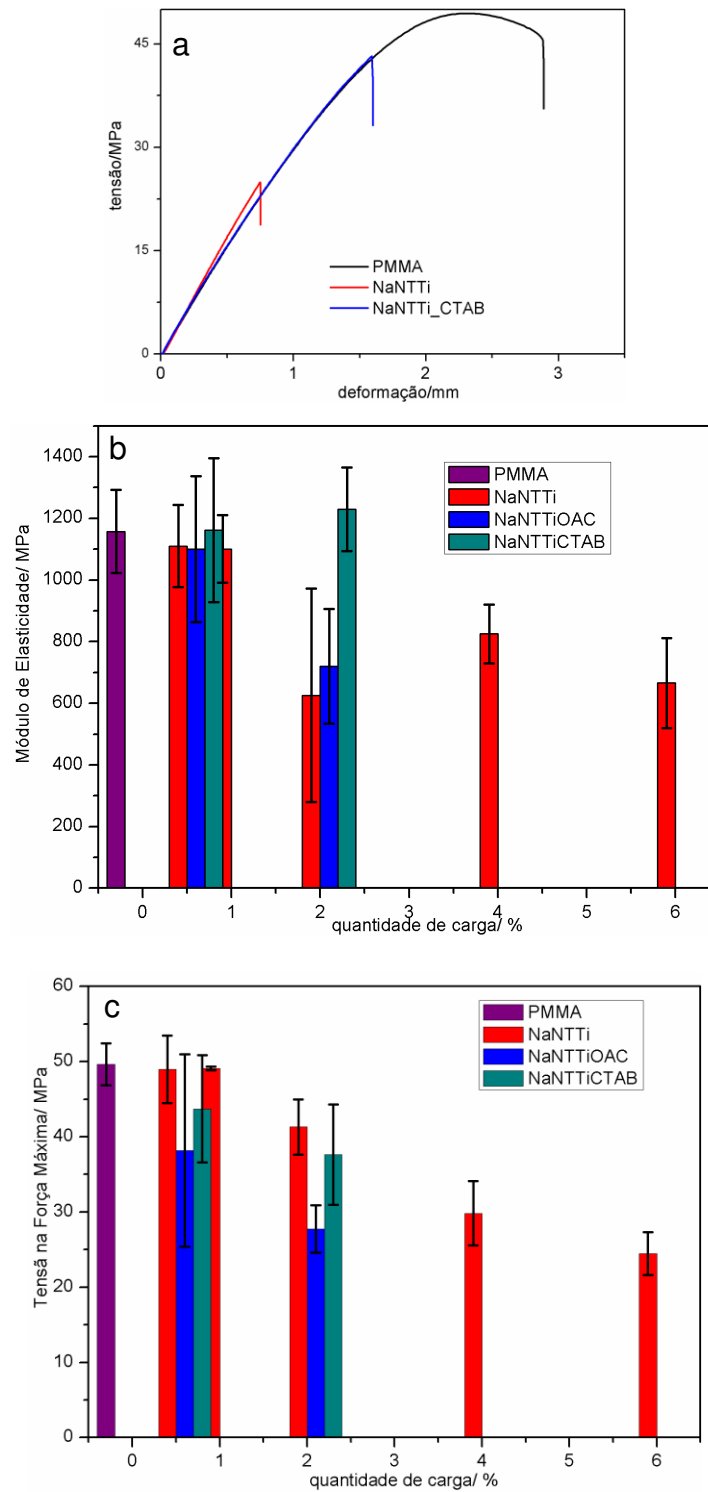 a
45
30
15
0
tensão/MPa
PMMA
NaNTTi
NaNTTi_CTAB
0 1 2 3
deformação/mm
b
1400
1200
1000
800
600
400
200
0
Módulo de Elasticidade/ MPa
PMMA
NaNTTi
NaNTTiOAC
NaNTTiCTAB
0 1 2 3 4 5 6
quantidade de carga/ %
c
60
50
40
30
20
10
0
Tensã na Força Máxima/ MPa
PMMA
NaNTTi
NaNTTiOAC
NaNTTiCTAB
0 1 2 3 4 5 6
quantidade de carga/ %